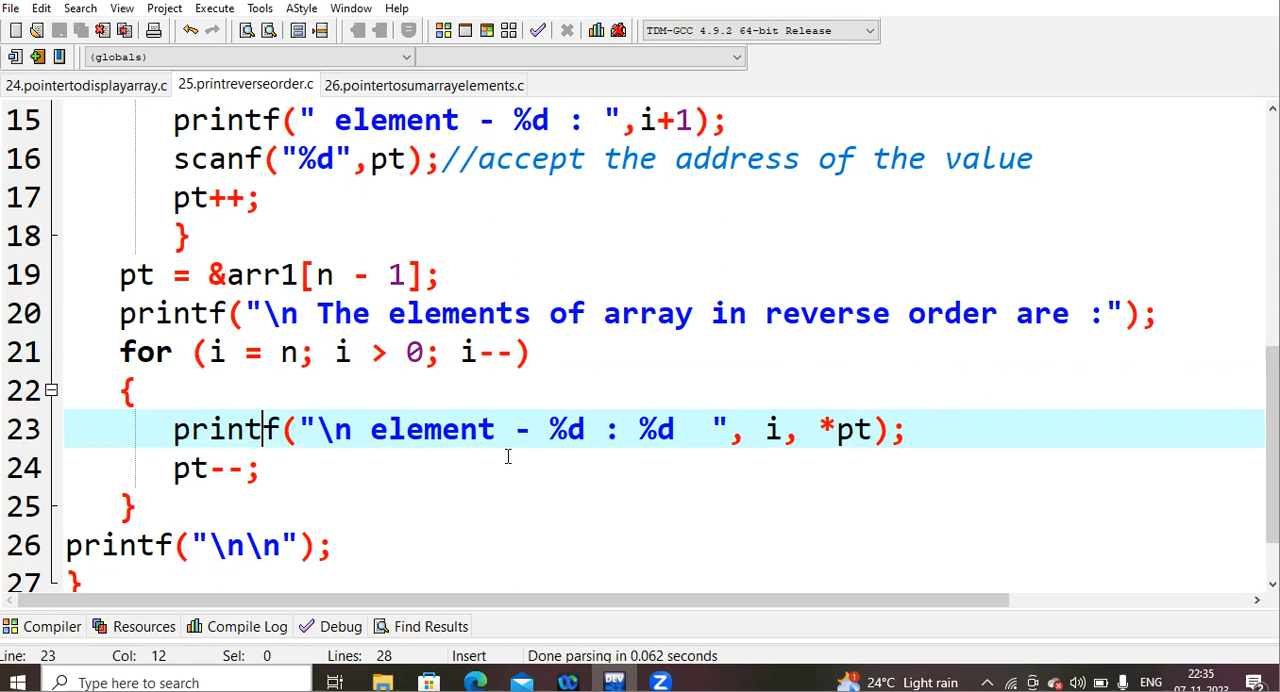 File Edit Search View Project Execute Tools AStyle Window Help
TDM-GCC 4.9.2 64-bit Release
(globals)
24.pointertodisplayarray.c 25.printreverseorder.c 26.pointertosumarrayelements.c
15 printf(" element - %d : ",i+1);
16 scanf("%d",pt);//accept the address of the value
17 pt++;
18 }
19 pt = &arr1[n - 1];
20 printf("\n The elements of array in reverse order are :");
21 for (i = n; i > 0; i--)
22 {
23 printf("\n element - %d : %d  ", i, *pt);
24 pt--;
25 }
26 printf("\n\n");
27 }
Compiler Resources Compile Log Debug Find Results
Line: 23 Col: 12 Sel: 0 Lines: 28 Insert Done parsing in 0.062 seconds
Type here to search DEV 24°C Light rain ENG 22:35
07-11-2023